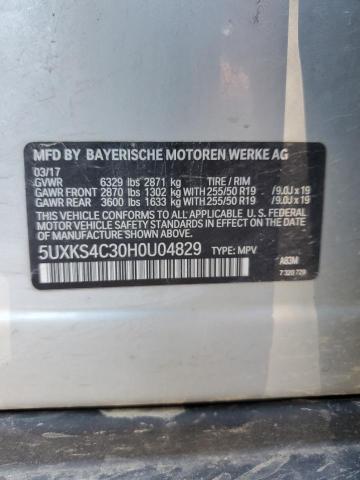 MFD BY BAYERISCHE MOTOREN WERKE AG
03/17
GVWR 6329 lbs 2871 kg TIRE / RIM
GAWR FRONT 2870 lbs 1302 kg WITH 255/50 R19 /9.0J x 19
GAWR REAR 3600 lbs 1633 kg WITH 255/50 R19 /9.0J x 19
THIS VEHICLE CONFORMS TO ALL APPLICABLE U. S. FEDERAL
MOTOR VEHICLE SAFETY STANDARDS IN EFFECT ON THE DATE OF
MANUFACTURE SHOWN ABOVE.
5UXKS4C30H0U04829 TYPE: MPV
A83M
7 320 729